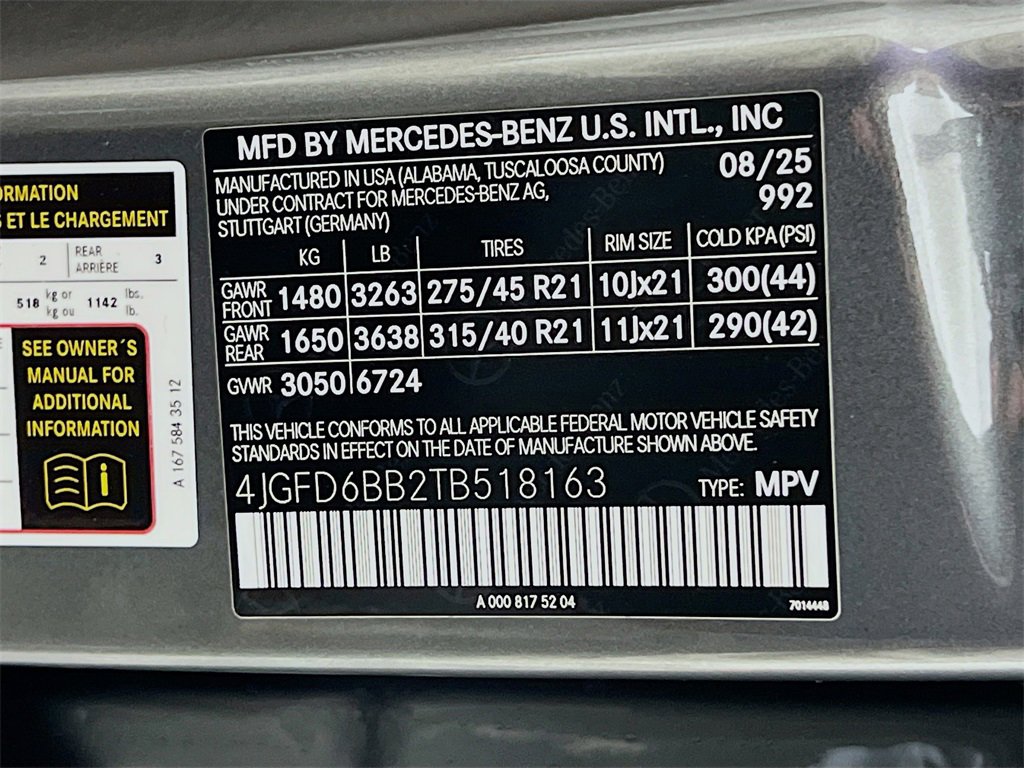 MFD BY MERCEDES-BENZ U.S. INTL., INC
MANUFACTURED IN USA (ALABAMA, TUSCALOOSA COUNTY)
UNDER CONTRACT FOR MERCEDES-BENZ AG,
STUTTGART (GERMANY)
08/25
992
KG LB TIRES RIM SIZE COLD KPA(PSI)
GAWR FRONT 1480 3263 275/45 R21 10Jx21 300(44)
GAWR REAR 1650 3638 315/40 R21 11Jx21 290(42)
GVWR 3050 6724
THIS VEHICLE CONFORMS TO ALL APPLICABLE FEDERAL MOTOR VEHICLE SAFETY
STANDARDS IN EFFECT ON THE DATE OF MANUFACTURE SHOWN ABOVE.
4JGFD6BB2TB518163 TYPE: MPV
A 000 817 52 04
7014448
ES ET LE CHARGEMENT
2 REAR ARRIÈRE 3
518 kg or kg ou 1142 lbs. lb.
SEE OWNER´S
MANUAL FOR
ADDITIONAL
INFORMATION
A 167 584 35 12